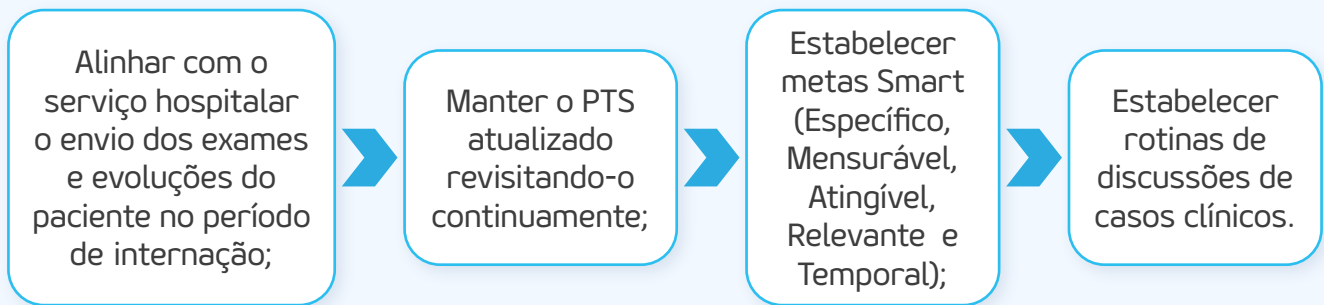 Alinhar com o
serviço hospitalar
o envio dos exames
e evoluções do
paciente no período
de internação;
Manter o PTS
atualizado
revisitando-o
continuamente;
Estabelecer
metas Smart
(Específico,
Mensurável,
Atingível,
Relevante e
Temporal);
Estabelecer
rotinas de
discussões de
casos clínicos.